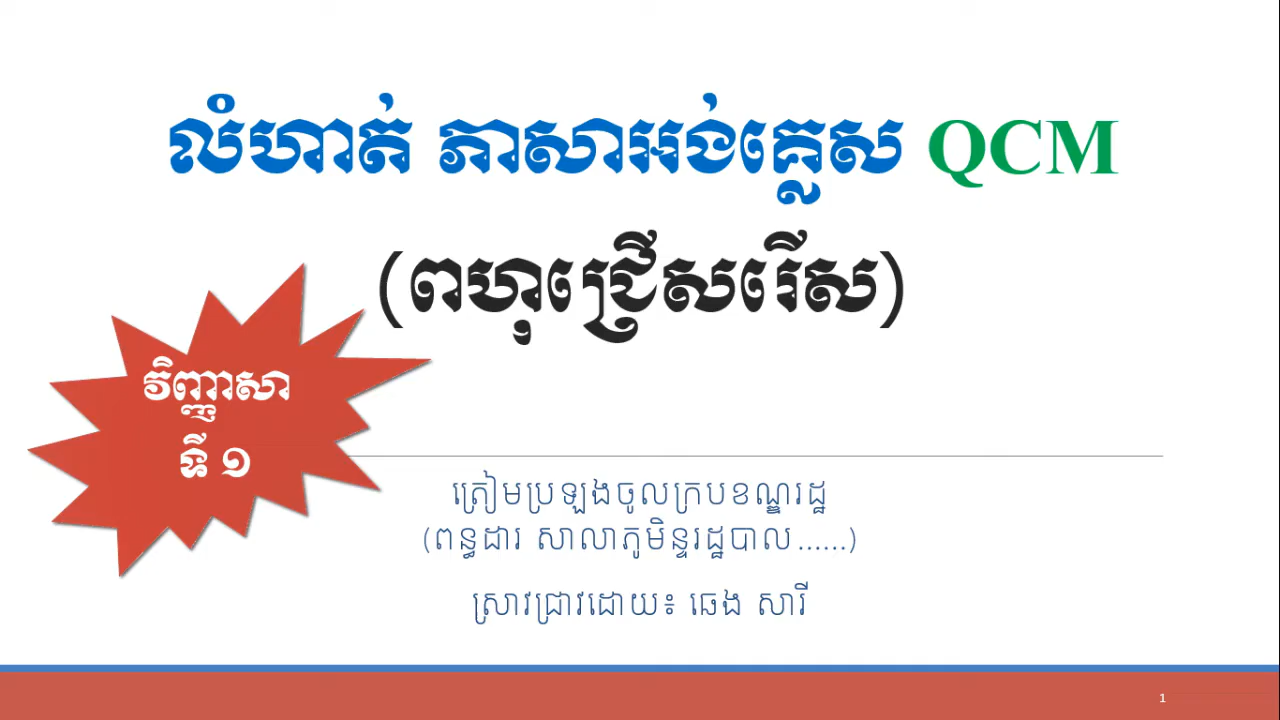 លំហាត់ ភាសាអង់គ្លេស QCM
(ពហុជ្រើសរើស)
វិញ្ញាសា
ទី ១
ត្រៀមប្រឡងចូលក្របខណ្ឌរដ្ឋ
(ពន្ធដារ សាលាភូមិន្ទរដ្ឋបាល......)
ស្រាវជ្រាវដោយ៖ ឆេង សារី
1